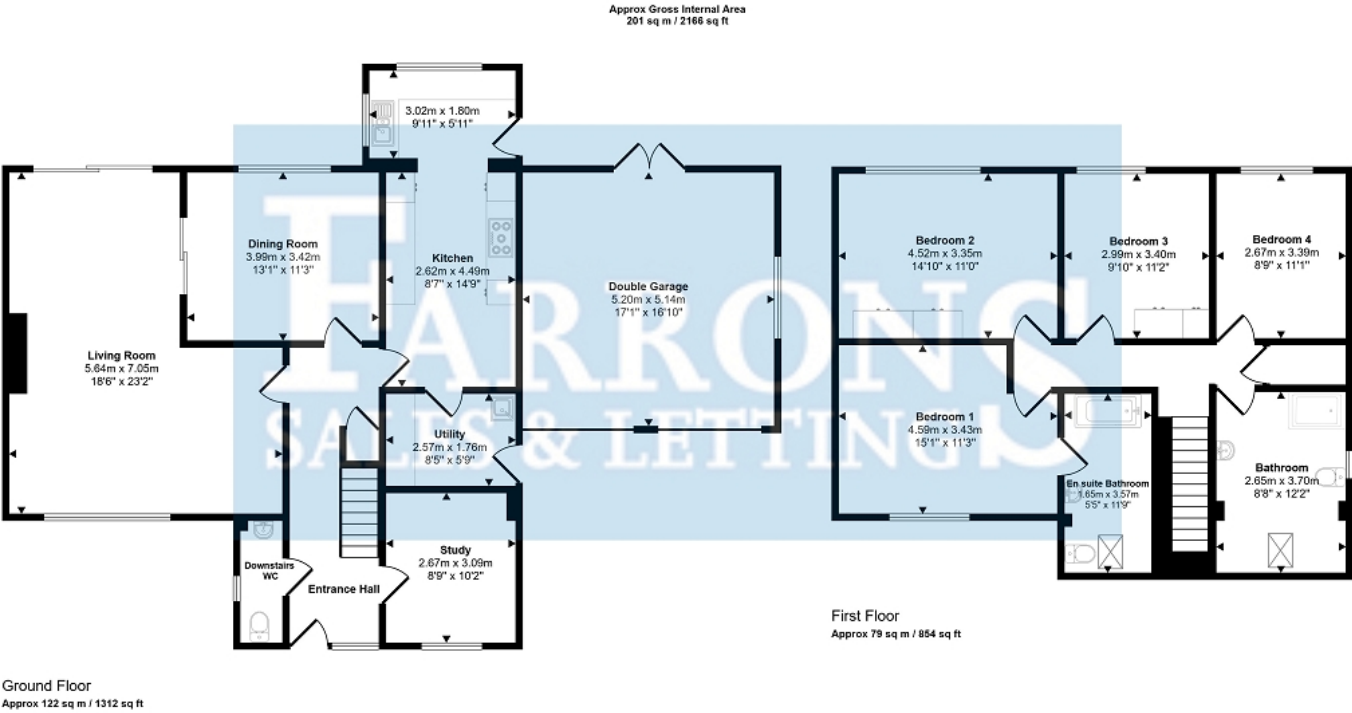 Approx Gross Internal Area
201 sq m / 2166 sq ft
3.02m x 1.80m
9'11" x 5'11"
Dining Room
3.99m x 3.42m
13'1" x 11'3"
Kitchen
2.62m x 4.49m
8'7" x 14'9"
Double Garage
5.20m x 5.14m
17'1" x 16'10"
Living Room
5.64m x 7.05m
18'6" x 23'2"
Utility
2.57m x 1.76m
8'5" x 5'9"
Study
2.67m x 3.09m
8'9" x 10'2"
Downstairs
WC
Entrance Hall
Bedroom 2
4.52m x 3.35m
14'10" x 11'0"
Bedroom 3
2.99m x 3.40m
9'10" x 11'2"
Bedroom 4
2.67m x 3.39m
8'9" x 11'1"
Bedroom 1
4.59m x 3.43m
15'1" x 11'3"
En suite Bathroom
1.65m x 3.57m
5'5" x 11'9"
Bathroom
2.65m x 3.70m
8'8" x 12'2"
FARRONS
SALES & LETTINGS
First Floor
Approx 79 sq m / 854 sq ft
Ground Floor
Approx 122 sq m / 1312 sq ft